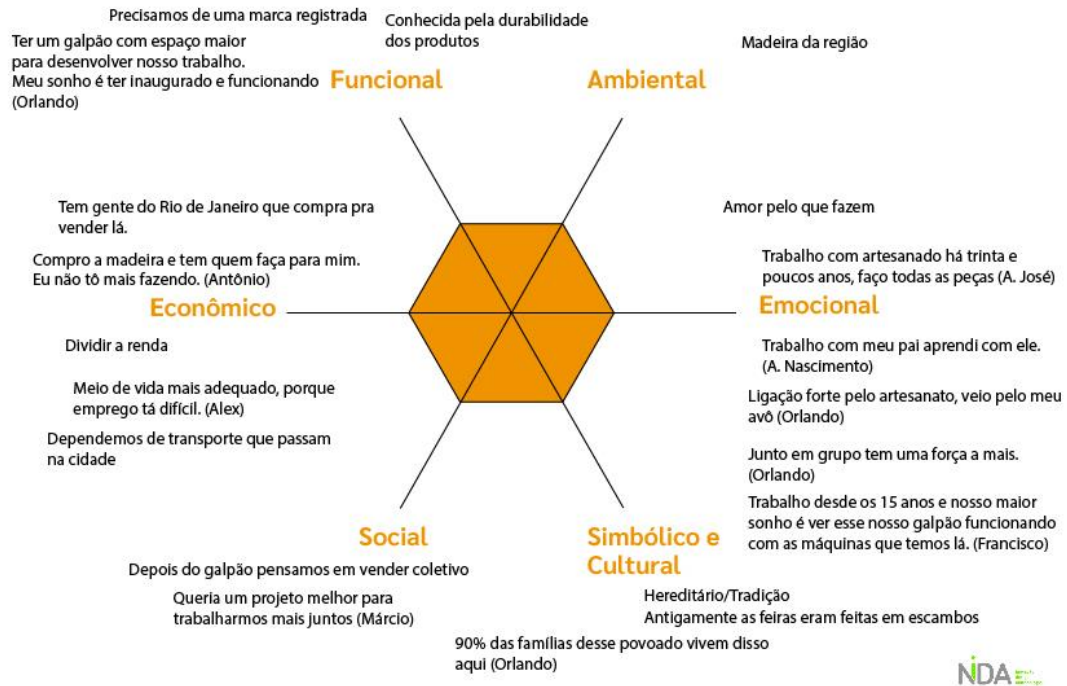 Precisamos de uma marca registrada
Conhecida pela durabilidade
dos produtos
Ter um galpão com espaço maior
para desenvolver nosso trabalho.
Meu sonho é ter inaugurado e funcionando
(Orlando)
Funcional
Madeira da região
Ambiental
Tem gente do Rio de Janeiro que compra pra
vender lá.
Compro a madeira e tem quem faça para mim.
Eu não tô mais fazendo. (Antônio)
Econômico
Dividir a renda
Meio de vida mais adequado, porque
emprego tá difícil. (Alex)
Dependemos de transporte que passam
na cidade
Amor pelo que fazem
Trabalho com artesanado há trinta e
poucos anos, faço todas as peças (A. José)
Emocional
Trabalho com meu pai aprendi com ele.
(A. Nascimento)
Ligação forte pelo artesanato, veio pelo meu
avô (Orlando)
Junto em grupo tem uma força a mais.
(Orlando)
Trabalho desde os 15 anos e nosso maior
sonho é ver esse nosso galpão funcionando
com as máquinas que temos lá. (Francisco)
Social
Depois do galpão pensamos em vender coletivo
Queria um projeto melhor para
trabalharmos mais juntos (Márcio)
Simbólico e
Cultural
Hereditário/Tradição
Antigamente as feiras eram feitas em escambos
90% das famílias desse povoado vivem disso
aqui (Orlando)
NIDA